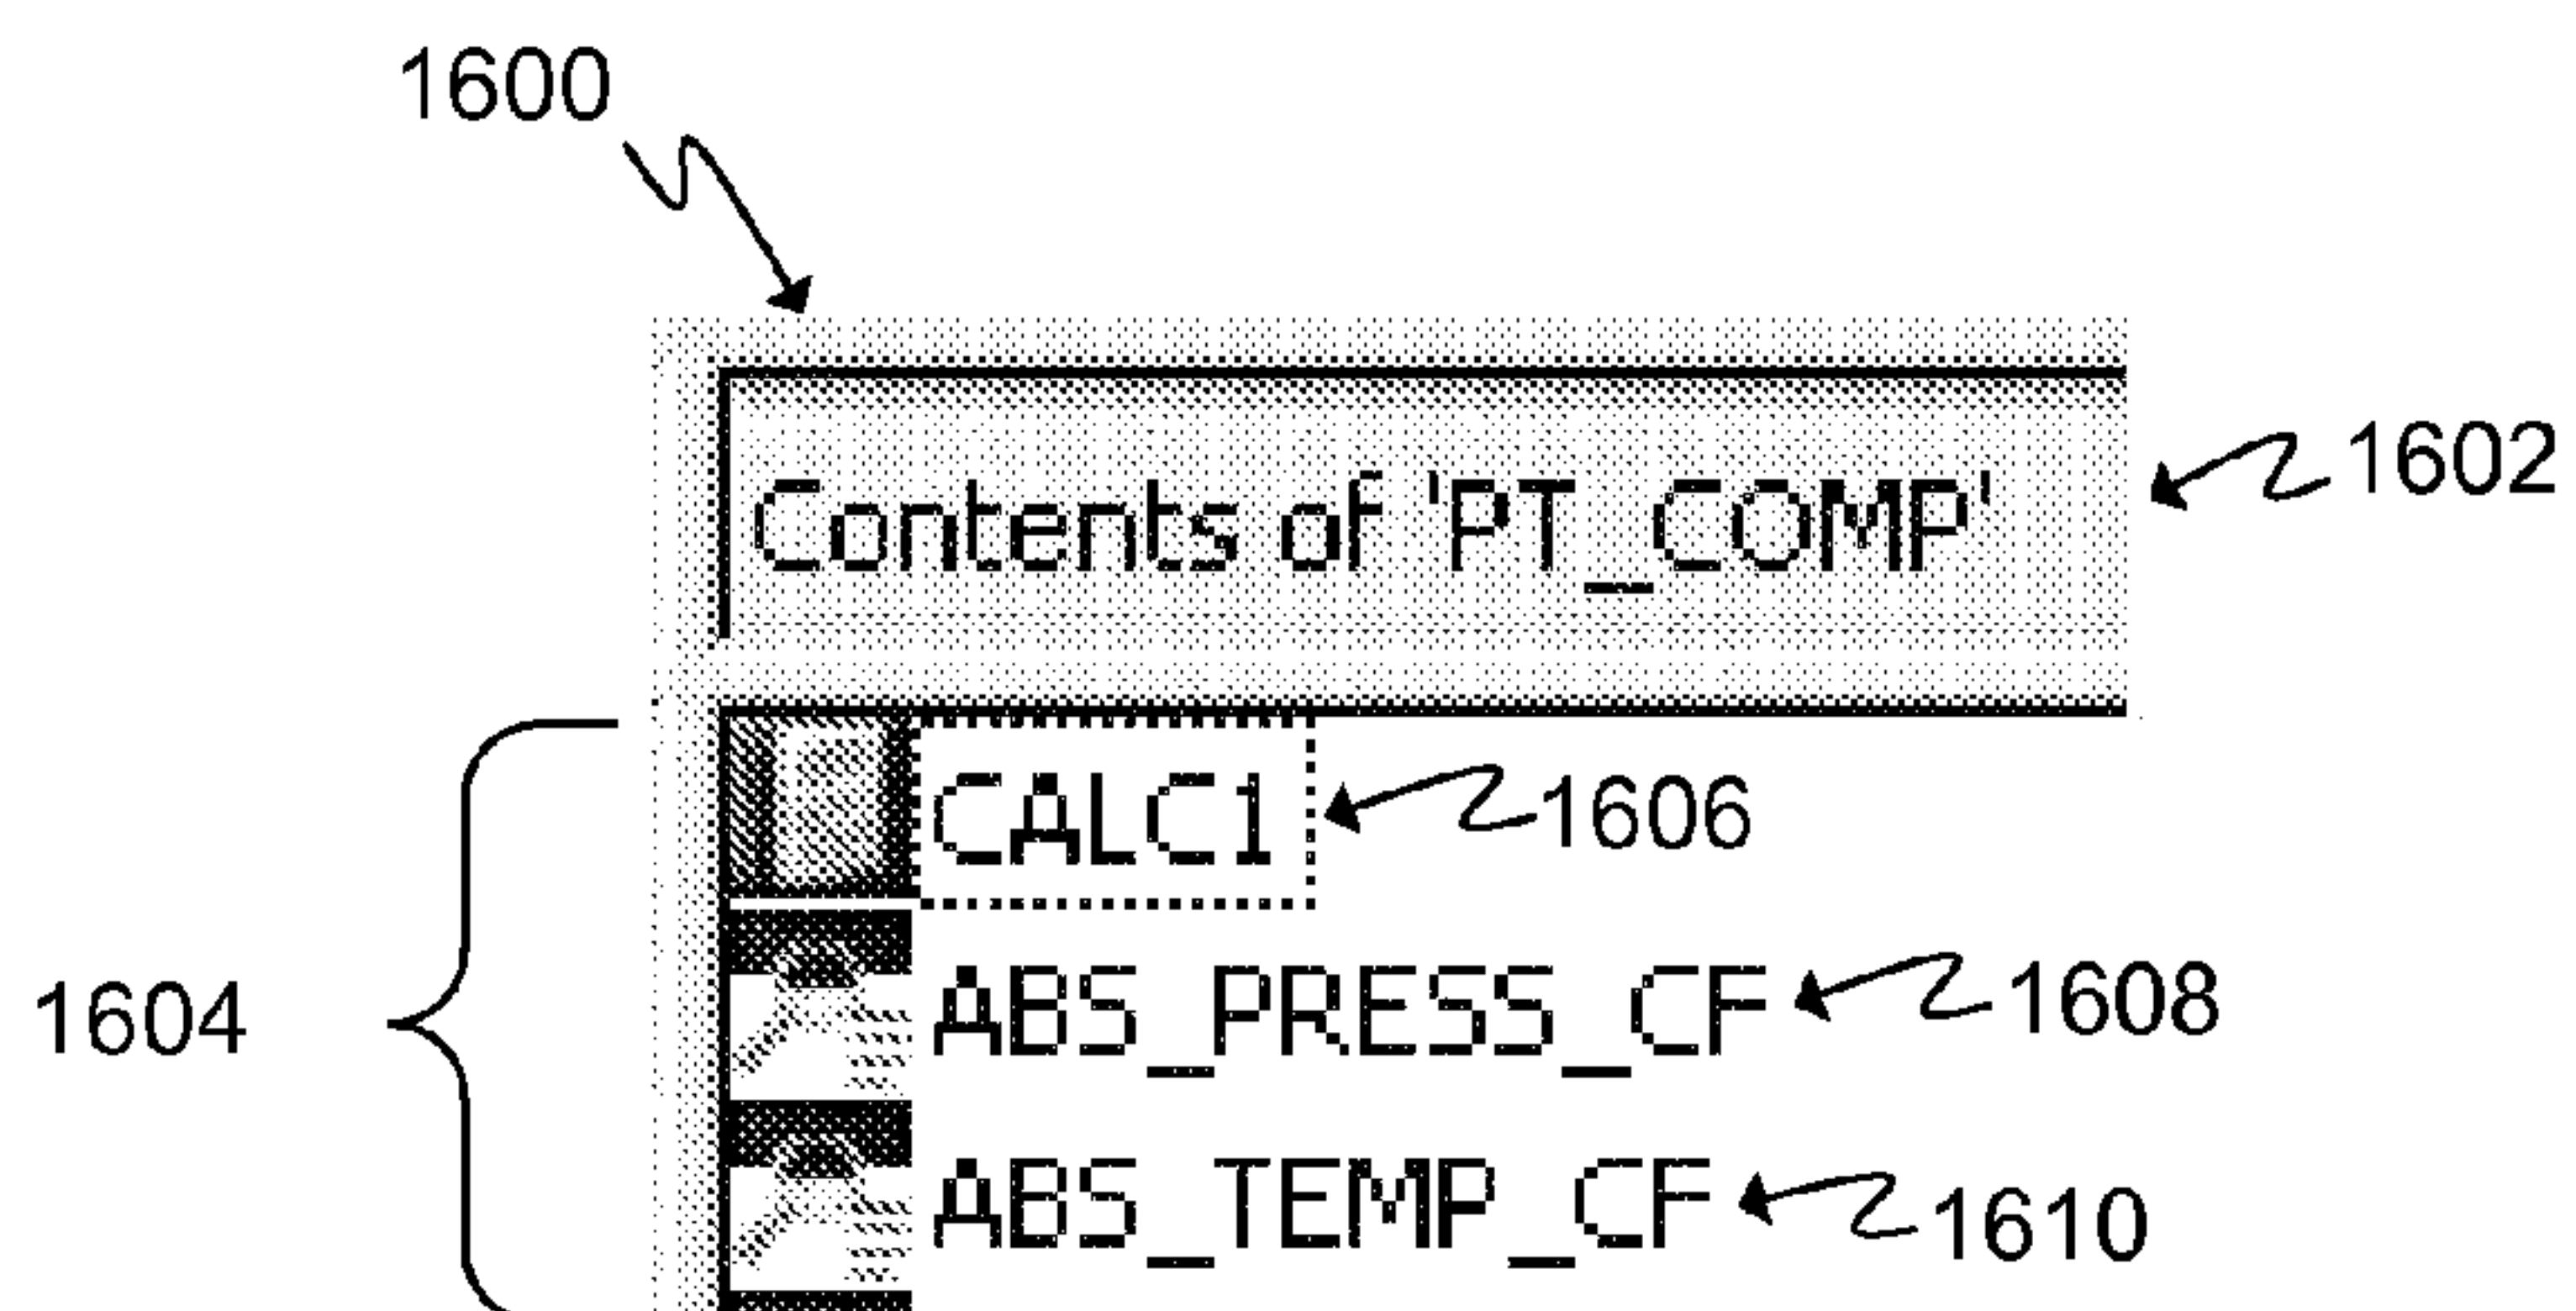 1600
Contents of 'PT_COMP'
1602
CALC1
1606
1604
ABS_PRESS_CF
1608
ABS_TEMP_CF
1610